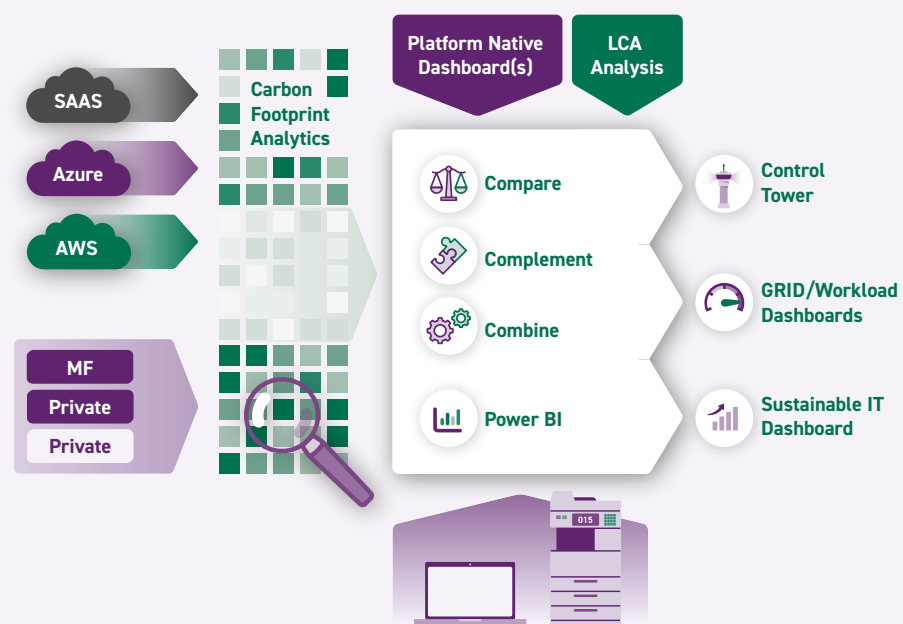 Platform Native
Dashboard(s)
LCA
Analysis
SAAS
Azure
AWS
MF
Private
Private
Carbon
Footprint
Analytics
Compare
Complement
Combine
Power BI
Control
Tower
GRID/Workload
Dashboards
Sustainable IT
Dashboard
015